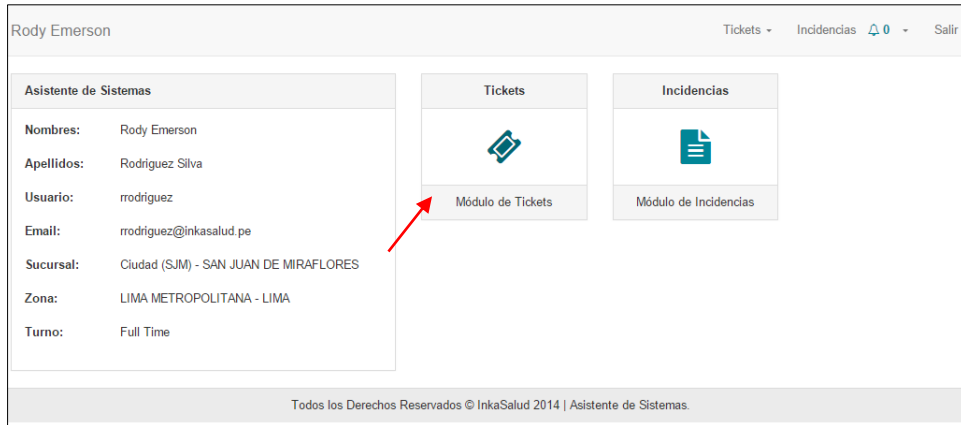 Rody Emerson
Tickets
Incidencias
0
Salir
Asistente de Sistemas
Nombres: Rody Emerson
Apellidos: Rodriguez Silva
Usuario: rrodriguez
Email: rrodriguez@inkasalud.pe
Sucursal: Ciudad (SJM) - SAN JUAN DE MIRAFLORES
Zona: LIMA METROPOLITANA - LIMA
Turno: Full Time
Tickets
Módulo de Tickets
Incidencias
Módulo de Incidencias
Todos los Derechos Reservados © InkaSalud 2014 | Asistente de Sistemas.